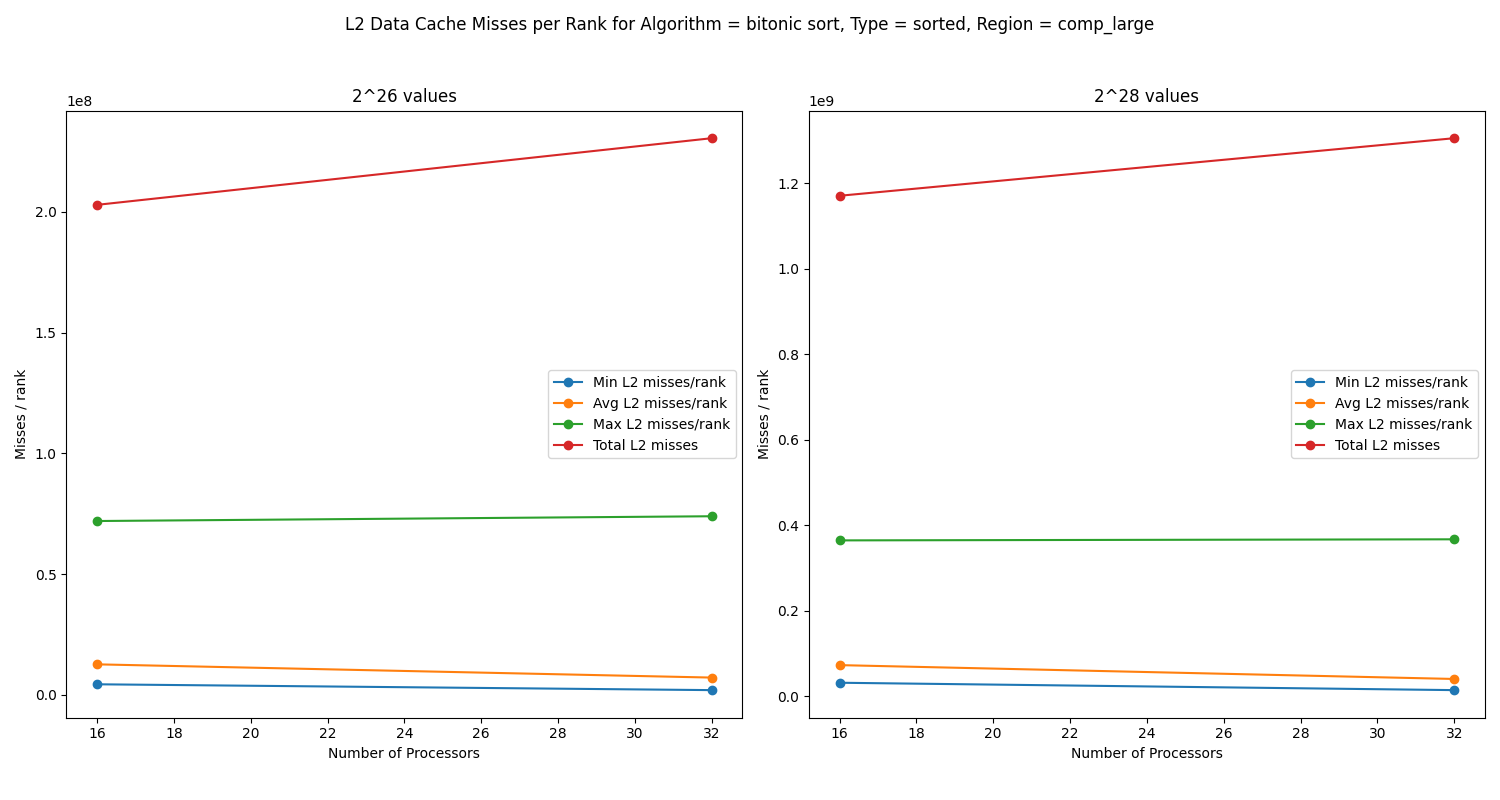 L2 Data Cache Misses per Rank for Algorithm = bitonic sort, Type = sorted, Region = comp_large
2^26 values
1e8
2.0
1.5
1.0
0.5
0.0
Misses / rank
Min L2 misses/rank
Avg L2 misses/rank
Max L2 misses/rank
Total L2 misses
16 18 20 22 24 26 28 30 32
Number of Processors
2^28 values
1e9
1.2
1.0
0.8
0.6
0.4
0.2
0.0
Misses / rank
Min L2 misses/rank
Avg L2 misses/rank
Max L2 misses/rank
Total L2 misses
16 18 20 22 24 26 28 30 32
Number of Processors